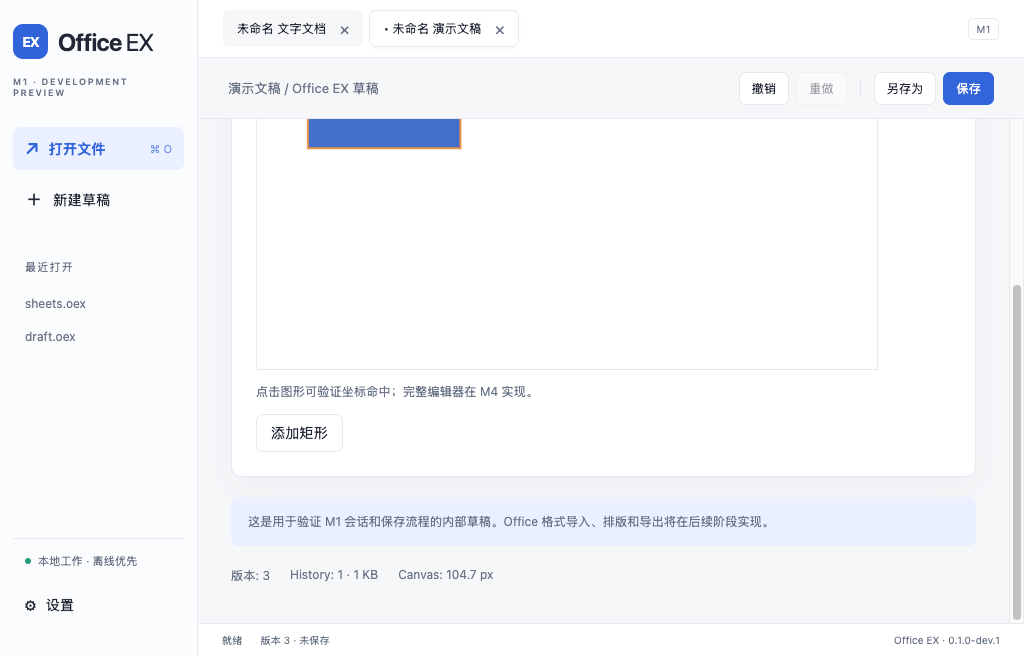 EX Office EX
M1 · DEVELOPMENT
PREVIEW
打开文件 ⌘ O
新建草稿
最近打开
sheets.oex
draft.oex
本地工作 · 离线优先
设置
未命名 文字文档 ×
• 未命名 演示文稿 ×
M1
演示文稿 / Office EX 草稿
撤销
重做
另存为
保存
点击图形可验证坐标命中；完整编辑器在 M4 实现。
添加矩形
这是用于验证 M1 会话和保存流程的内部草稿。Office 格式导入、排版和导出将在后续阶段实现。
版本: 3 History: 1 · 1 KB Canvas: 104.7 px
就绪 版本 3 · 未保存
Office EX · 0.1.0-dev.1